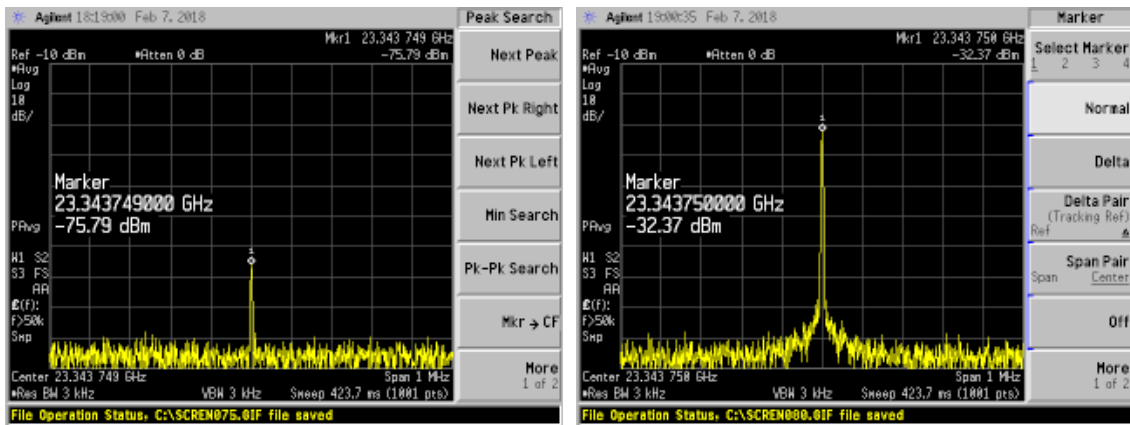 Agilent 18:19:00 Feb 7, 2018
Peak Search
Mkr1 23.343 749 GHz
Ref -10 dBm #Atten 0 dB -75.79 dBm
#Avg
Log
10
dB/
Marker
23.343749000 GHz
-75.79 dBm
PAvg
W1 S2
S3 FS
AA
£(f):
f>50k
Swp
Center 23.343 749 GHz Span 1 MHz
#Res BW 3 kHz VBW 3 kHz Sweep 423.7 ms (1001 pts)
File Operation Status, C:\SCREN075.GIF file saved
Next Peak
Next Pk Right
Next Pk Left
Min Search
Pk-Pk Search
Mkr → CF
More
1 of 2
Agilent 19:00:35 Feb 7, 2018
Marker
Mkr1 23.343 750 GHz
Ref -10 dBm #Atten 0 dB -32.37 dBm
#Avg
Log
10
dB/
1
Marker
23.343750000 GHz
-32.37 dBm
PAvg
W1 S2
S3 FS
AA
£(f):
f>50k
Swp
Center 23.343 750 GHz Span 1 MHz
#Res BW 3 kHz VBW 3 kHz Sweep 423.7 ms (1001 pts)
File Operation Status, C:\SCREN080.GIF file saved
Select Marker
1 2 3 4
Normal
Delta
Delta Pair
(Tracking Ref)
Ref Δ
Span Pair
Span Center
Off
More
1 of 2